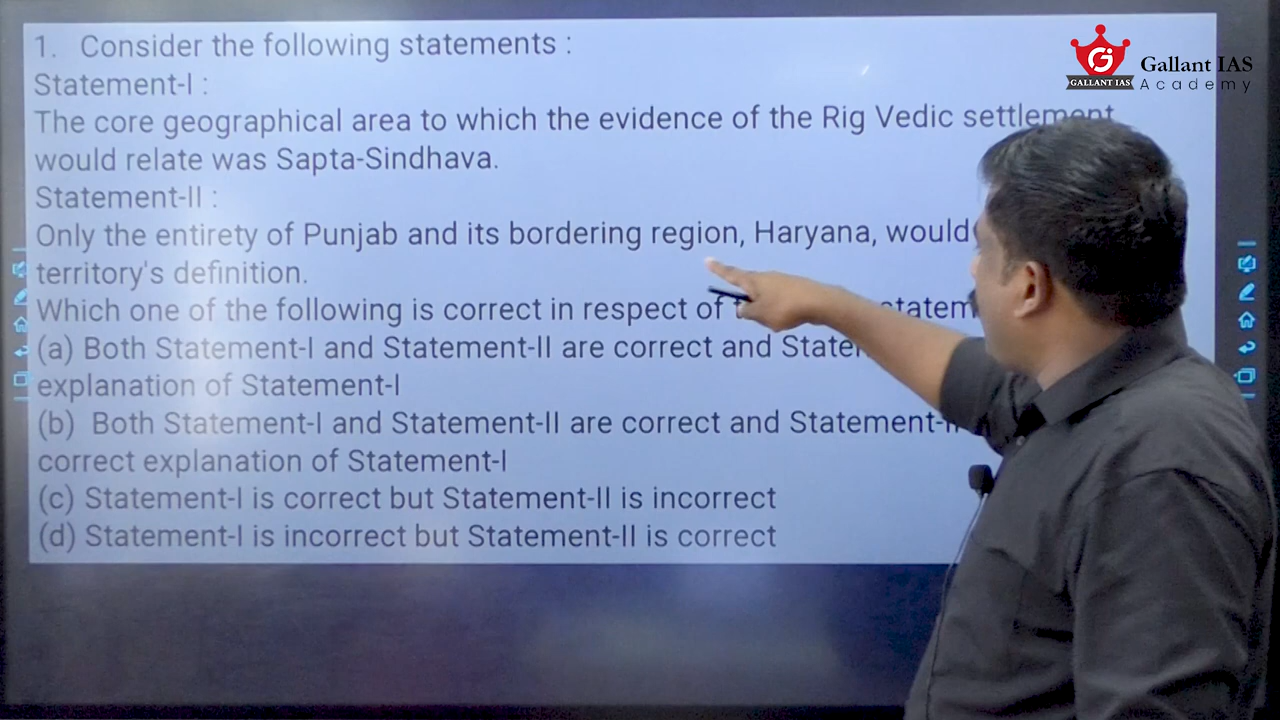 1. Consider the following statements :
Statement-I :
The core geographical area to which the evidence of the Rig Vedic settlement
would relate was Sapta-Sindhava.
Statement-II :
Only the entirety of Punjab and its bordering region, Haryana, would
territory's definition.
Which one of the following is correct in respect of
(a) Both Statement-I and Statement-II are correct and
explanation of Statement-I
(b) Both Statement-I and Statement-II are correct and
correct explanation of Statement-I
(c) Statement-I is correct but Statement-II is incorrect
(d) Statement-I is incorrect but Statement-II is correct
GALLANT IAS
Gallant IAS
Academy